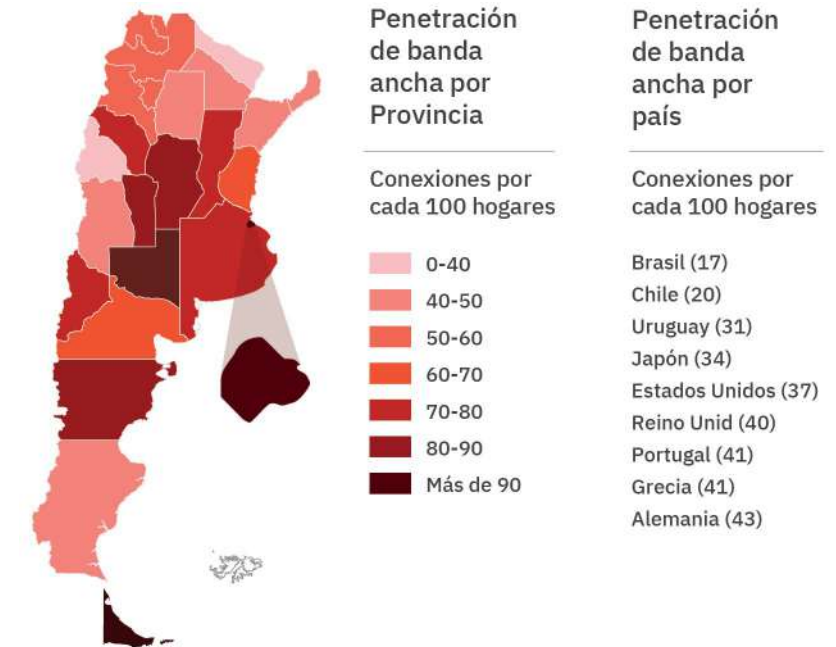 Penetración
de banda
ancha por
Provincia
Conexiones por
cada 100 hogares
0-40
40-50
50-60
60-70
70-80
80-90
Más de 90
Penetración
de banda
ancha por
país
Conexiones por
cada 100 hogares
Brasil (17)
Chile (20)
Uruguay (31)
Japón (34)
Estados Unidos (37)
Reino Unid (40)
Portugal (41)
Grecia (41)
Alemania (43)